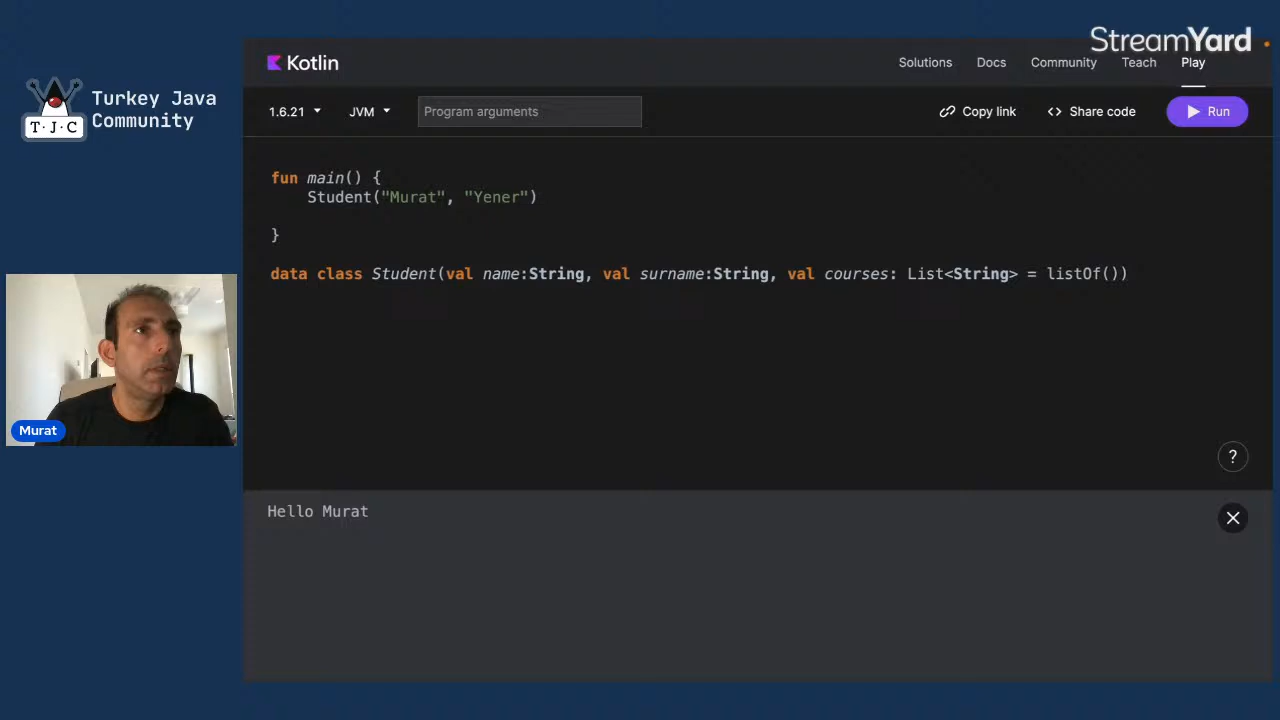 StreamYard
Turkey Java
Community
T·J·C
Kotlin
Solutions Docs Community Teach Play
1.6.21 JVM Program arguments Copy link Share code Run
fun main() {
    Student("Murat", "Yener")
}
data class Student(val name:String, val surname:String, val courses: List<String> = listOf())
Murat
?
Hello Murat